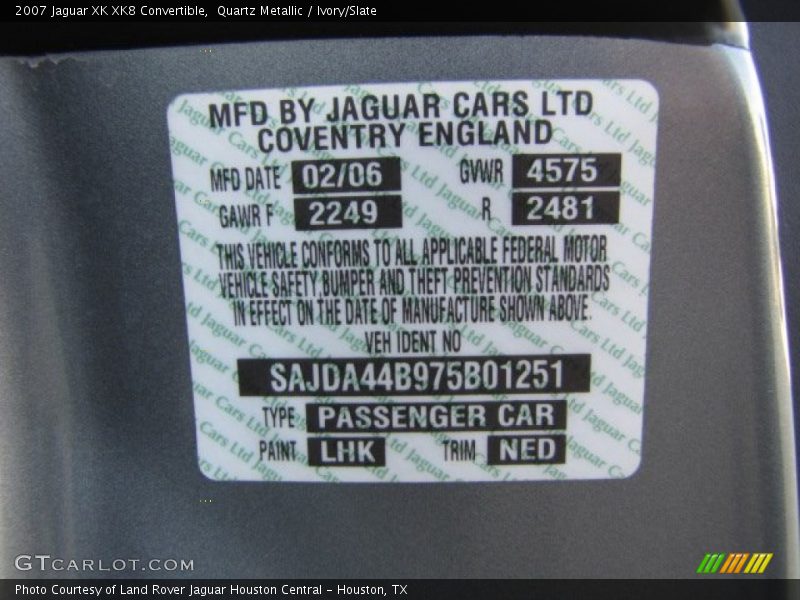 2007 Jaguar XK XK8 Convertible,  Quartz Metallic / Ivory/Slate
MFD BY JAGUAR CARS LTD
COVENTRY ENGLAND
MFD DATE 02/06 GVWR 4575
GAWR F 2249 R 2481
THIS VEHICLE CONFORMS TO ALL APPLICABLE FEDERAL MOTOR
VEHICLE SAFETY BUMPER AND THEFT PREVENTION STANDARDS
IN EFFECT ON THE DATE OF MANUFACTURE SHOWN ABOVE.
VEH IDENT NO
SAJDA44B975B01251
TYPE PASSENGER CAR
PAINT LHK TRIM NED
GTCARLOT.COM
Photo Courtesy of Land Rover Jaguar Houston Central - Houston, TX